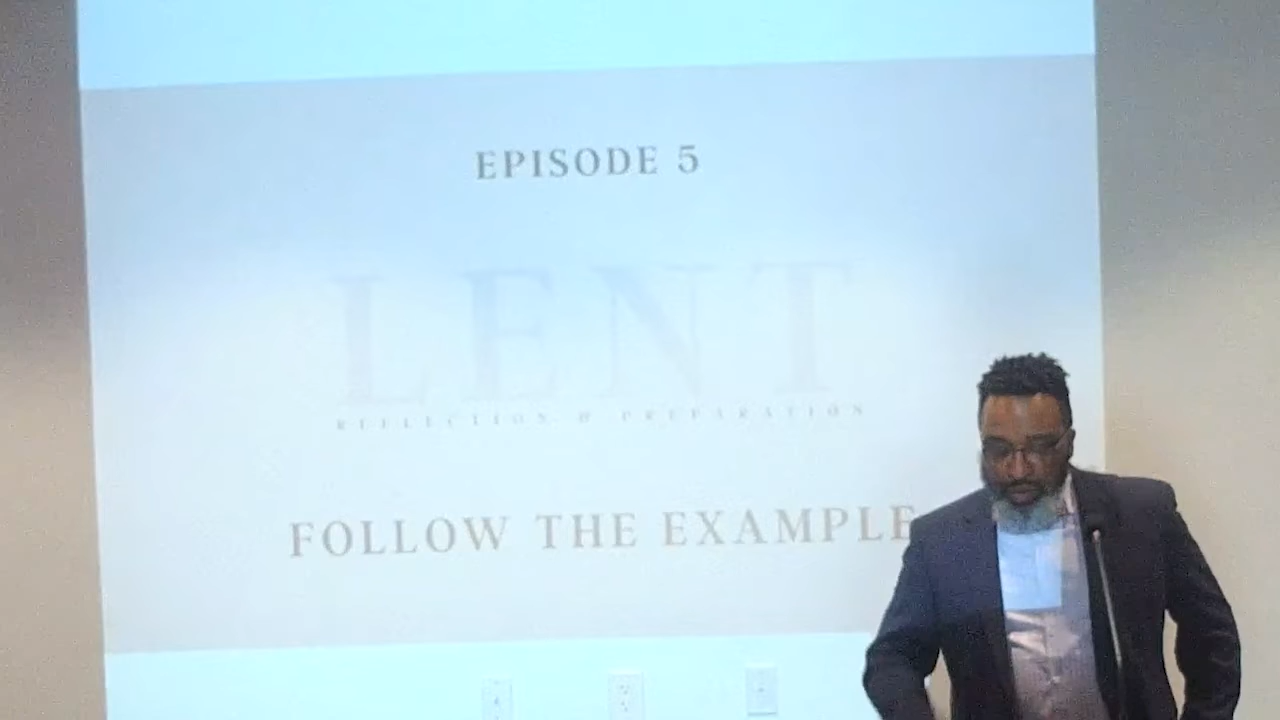 EPISODE 5
LENT
REFLECTION & PREPARATION
FOLLOW THE EXAMPLE